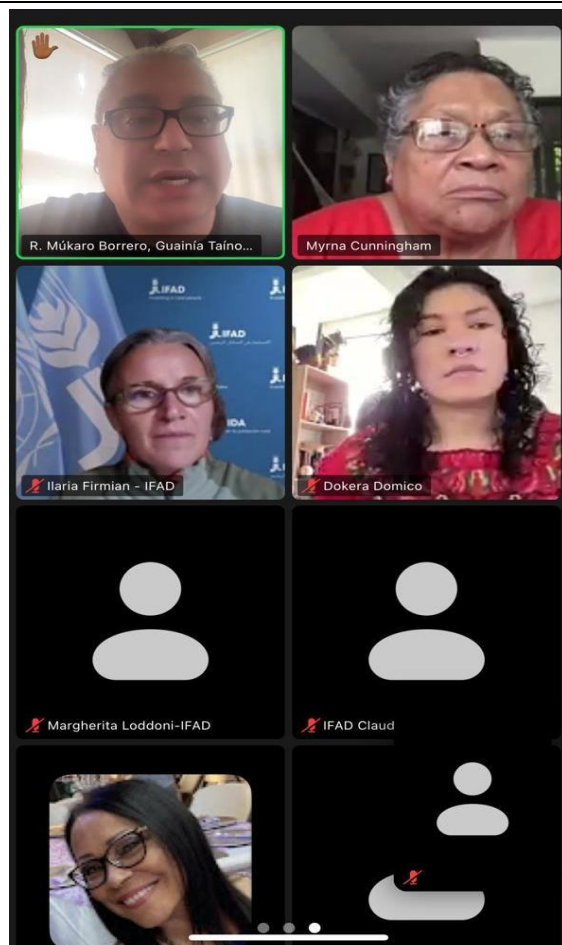 R. Múkaro Borrero, Guainía Taíno...
Myrna Cunningham
IFAD
IFAD
IDA
Ilaria Firmian - IFAD
Dokera Domico
Margherita Loddoni-IFAD
IFAD Claud